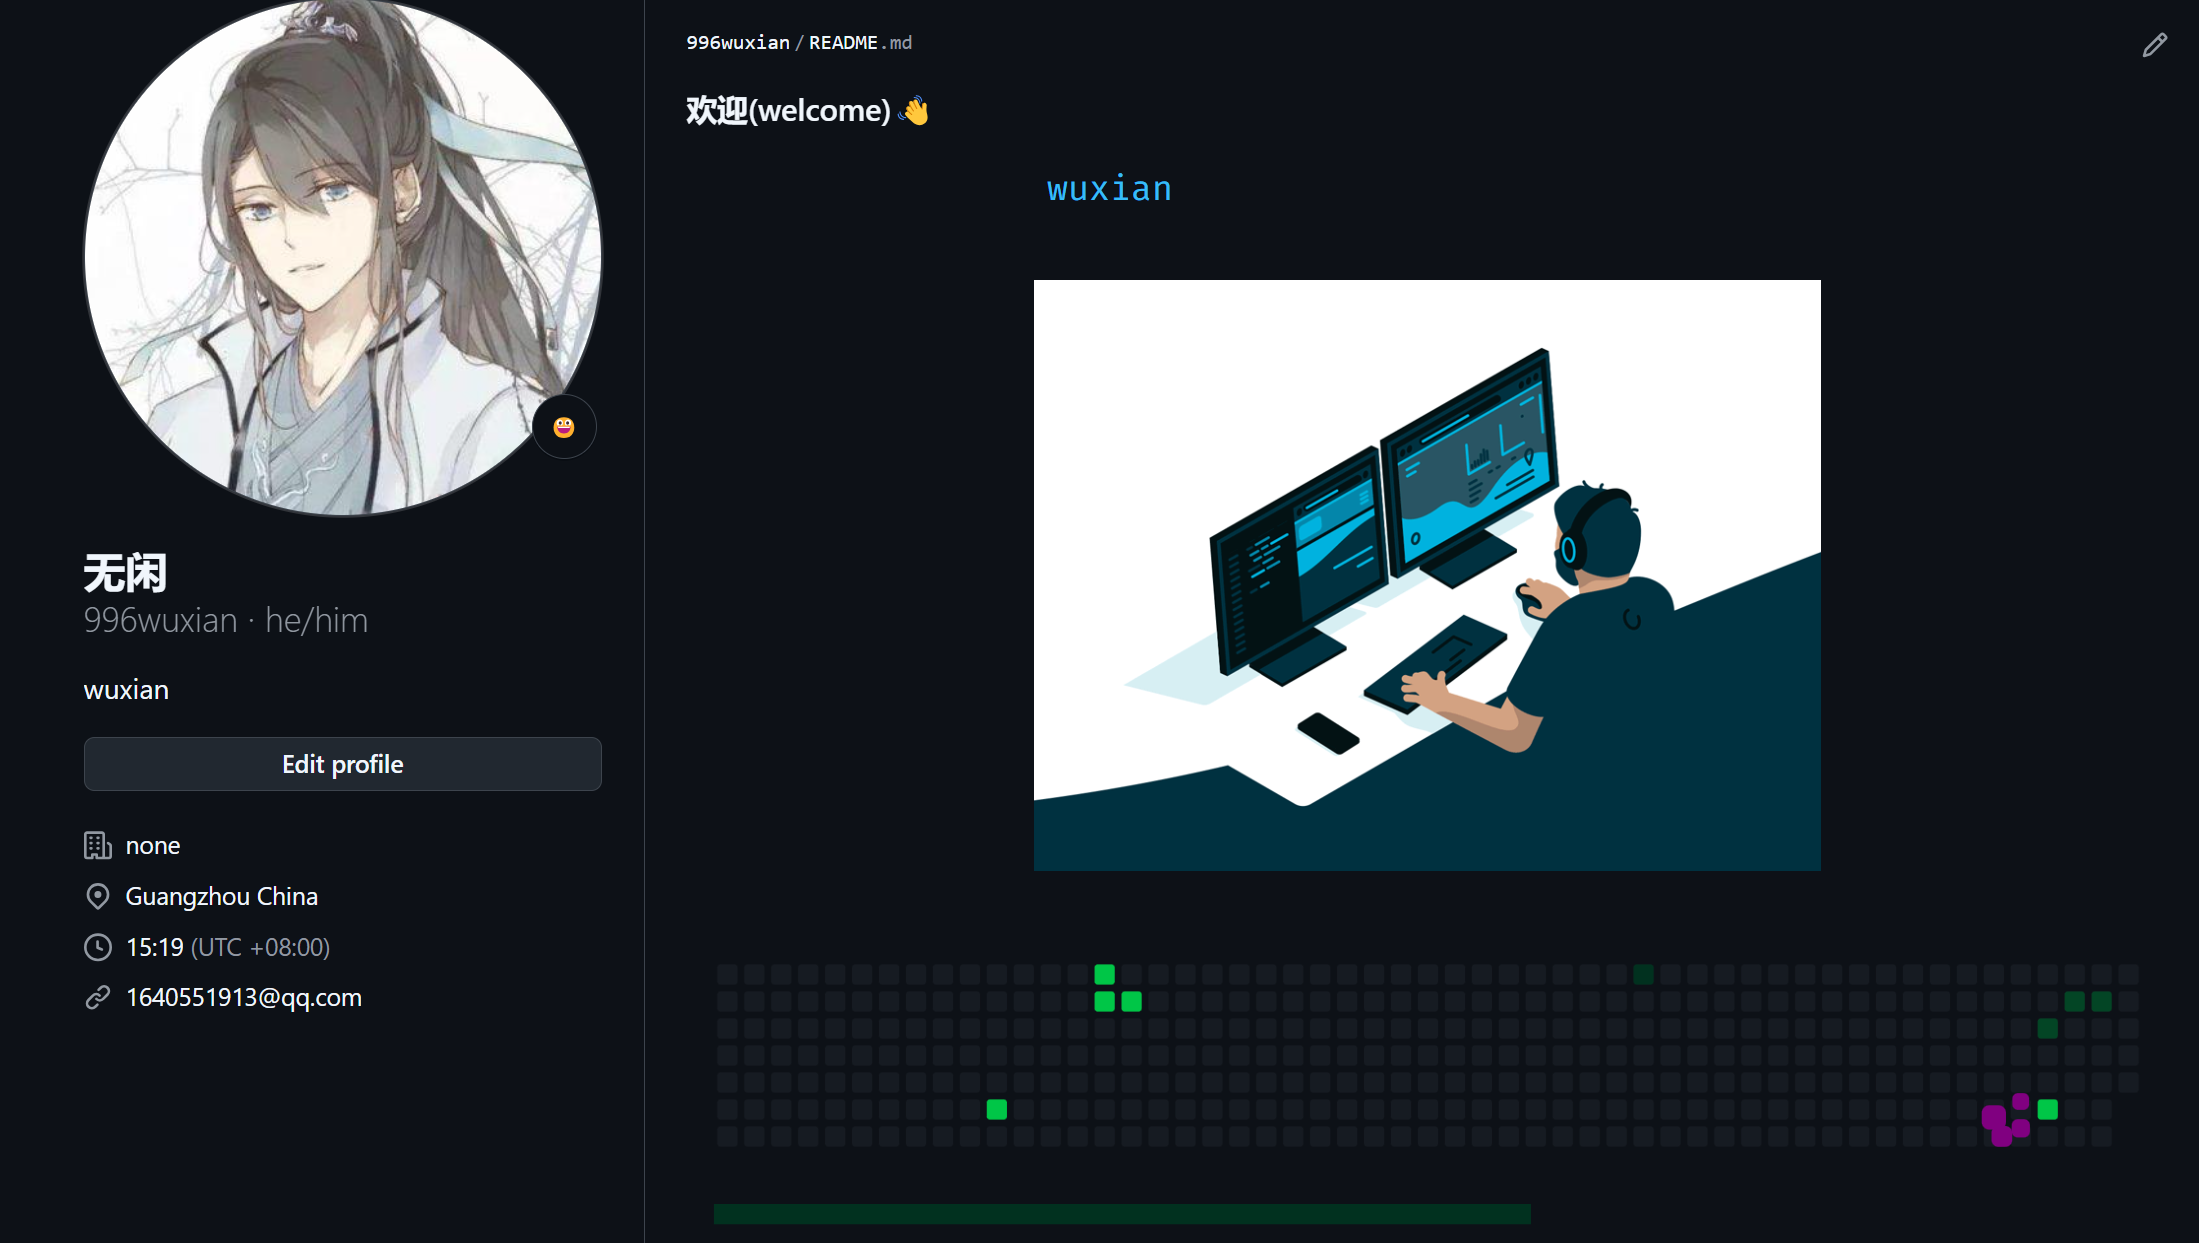 无闲
996wuxian · he/him
wuxian
Edit profile
none
Guangzhou China
15:19 (UTC +08:00)
1640551913@qq.com
996wuxian/README.md
欢迎(welcome) 👋
wuxian